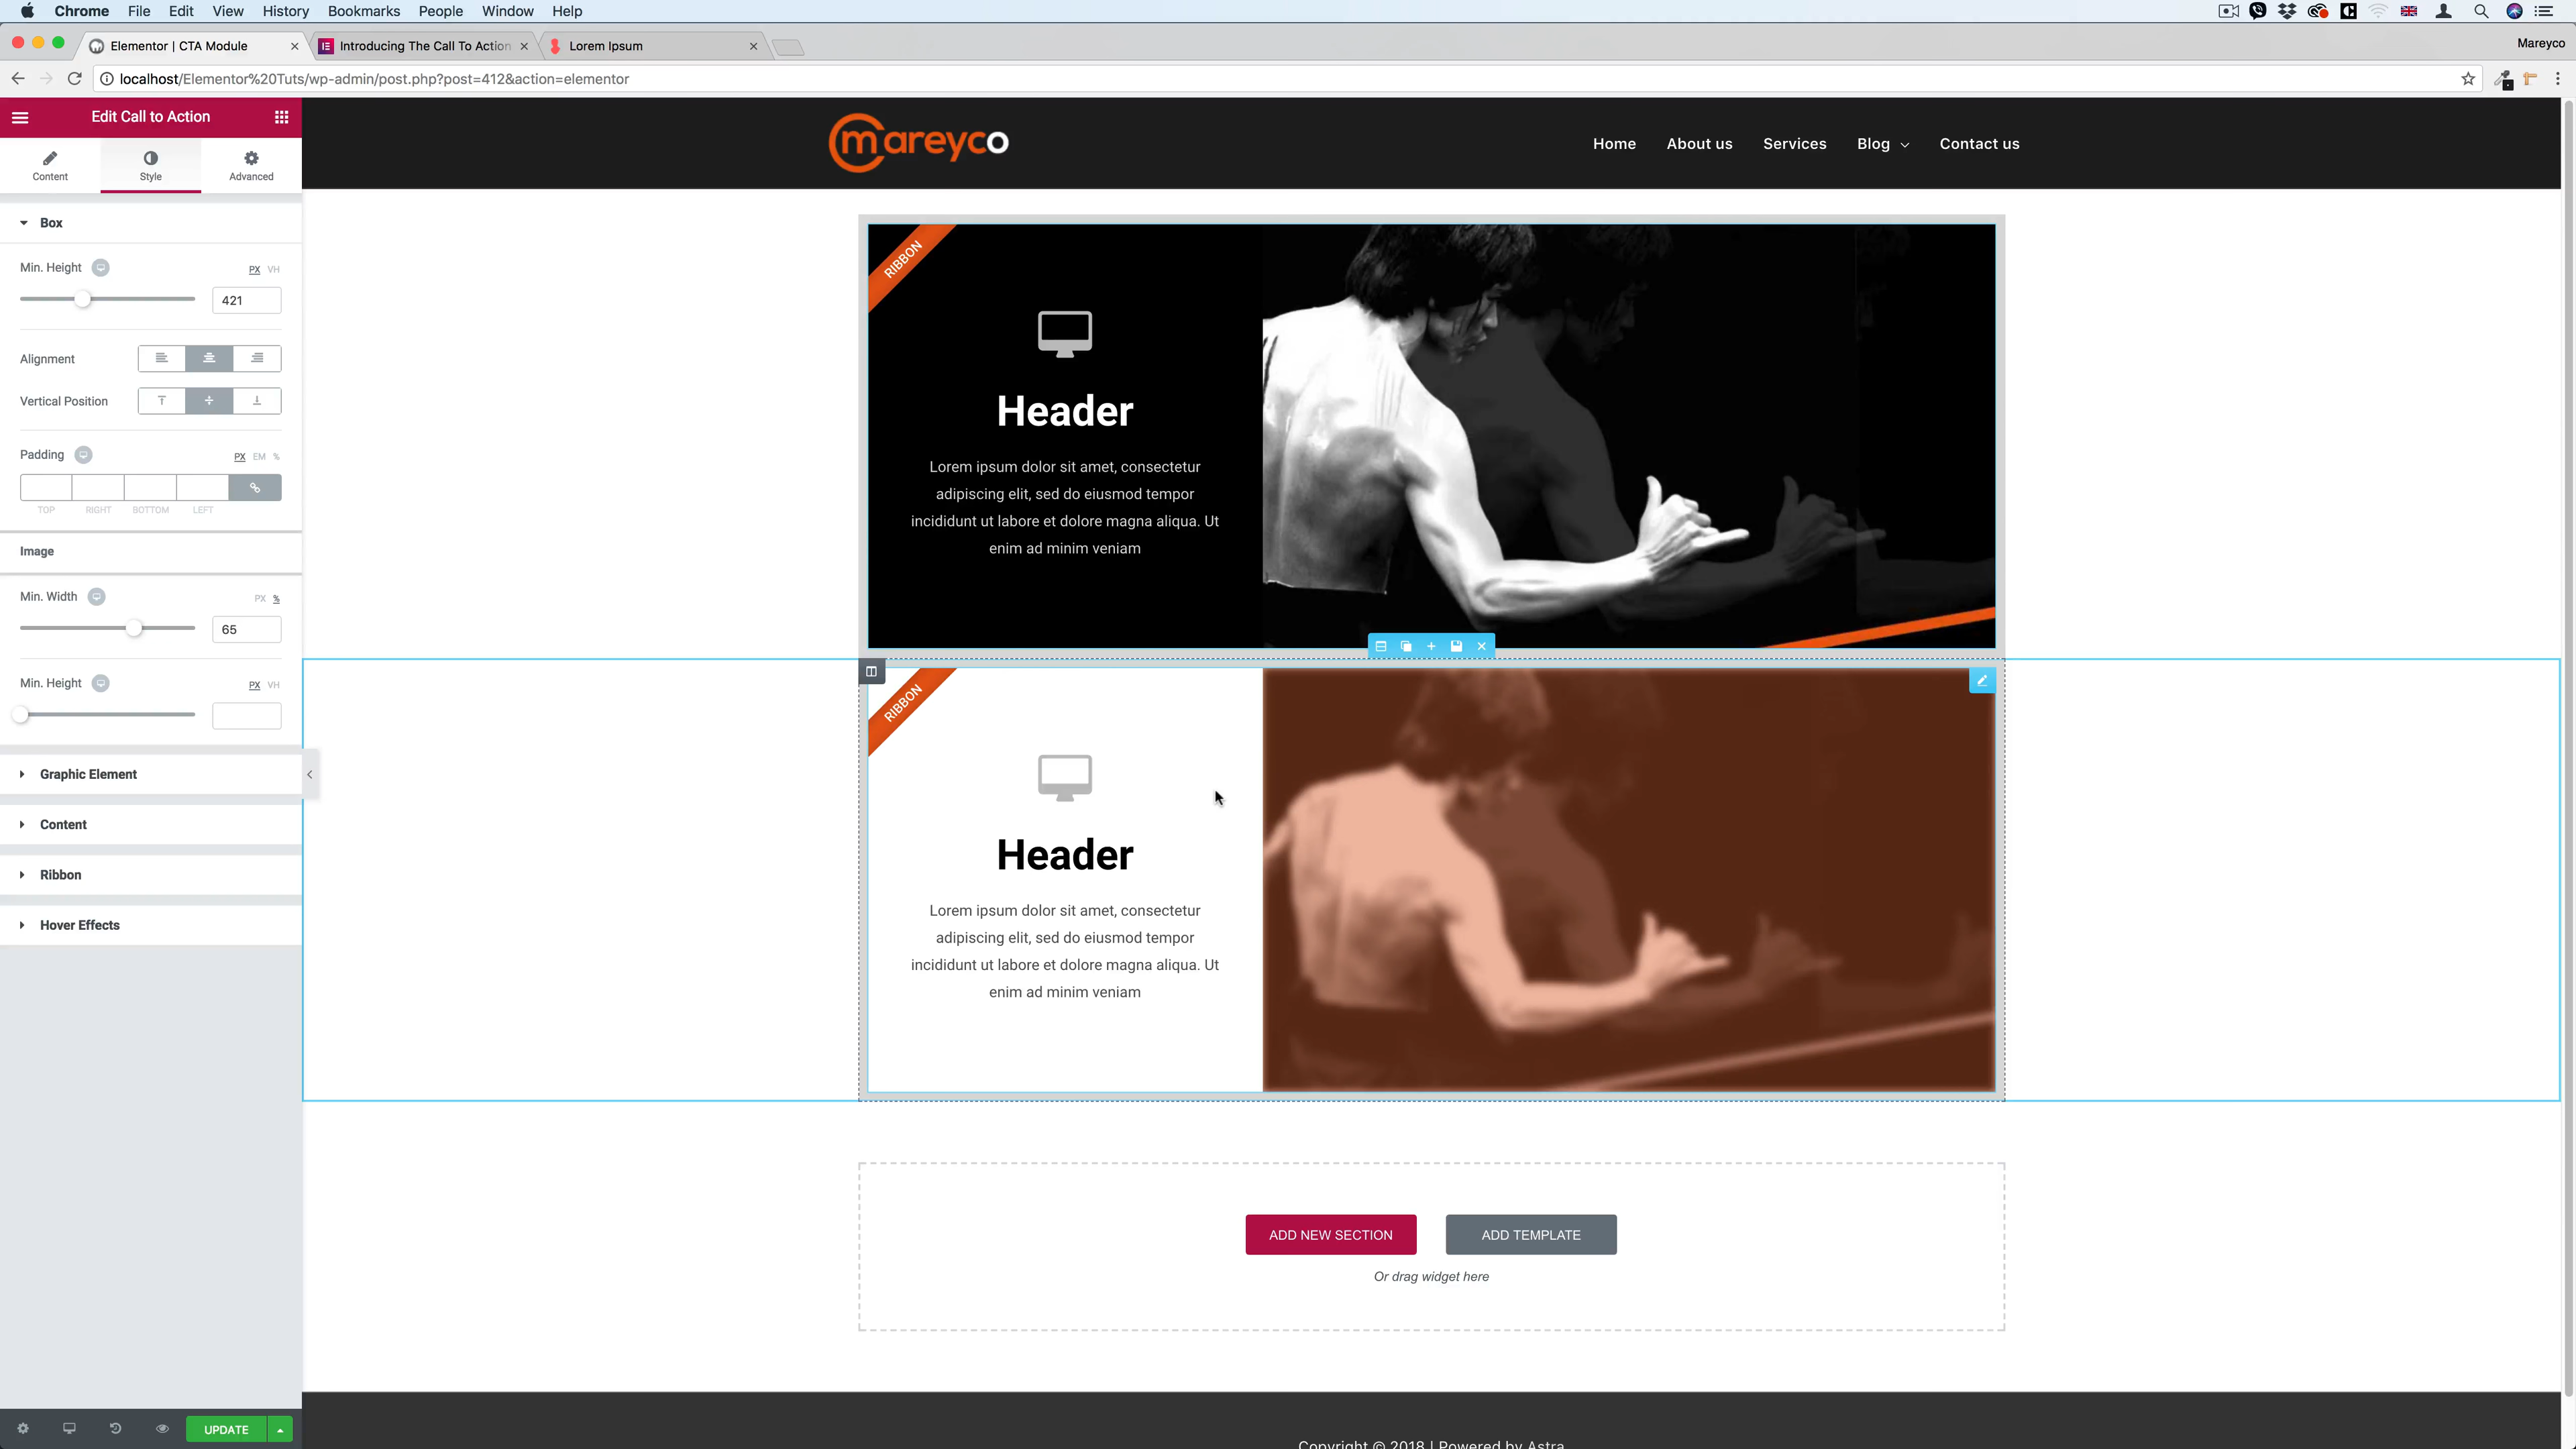 Chrome File Edit View History Bookmarks People Window Help
Elementor | CTA Module
Introducing The Call To Action
Lorem Ipsum
Mareyco
localhost/Elementor%20Tuts/wp-admin/post.php?post=412&action=elementor
Edit Call to Action
Content
Style
Advanced
Box
Min. Height
PX VH
421
Alignment
Vertical Position
Padding
PX EM %
TOP RIGHT BOTTOM LEFT
Image
Min. Width
PX %
65
Min. Height
PX VH
Graphic Element
Content
Ribbon
Hover Effects
UPDATE
mareyco
Home About us Services Blog Contact us
RIBBON
Header
Lorem ipsum dolor sit amet, consectetur
adipiscing elit, sed do eiusmod tempor
incididunt ut labore et dolore magna aliqua. Ut
enim ad minim veniam
RIBBON
Header
Lorem ipsum dolor sit amet, consectetur
adipiscing elit, sed do eiusmod tempor
incididunt ut labore et dolore magna aliqua. Ut
enim ad minim veniam
ADD NEW SECTION
ADD TEMPLATE
Or drag widget here
Copyright © 2018 | Powered by Astra